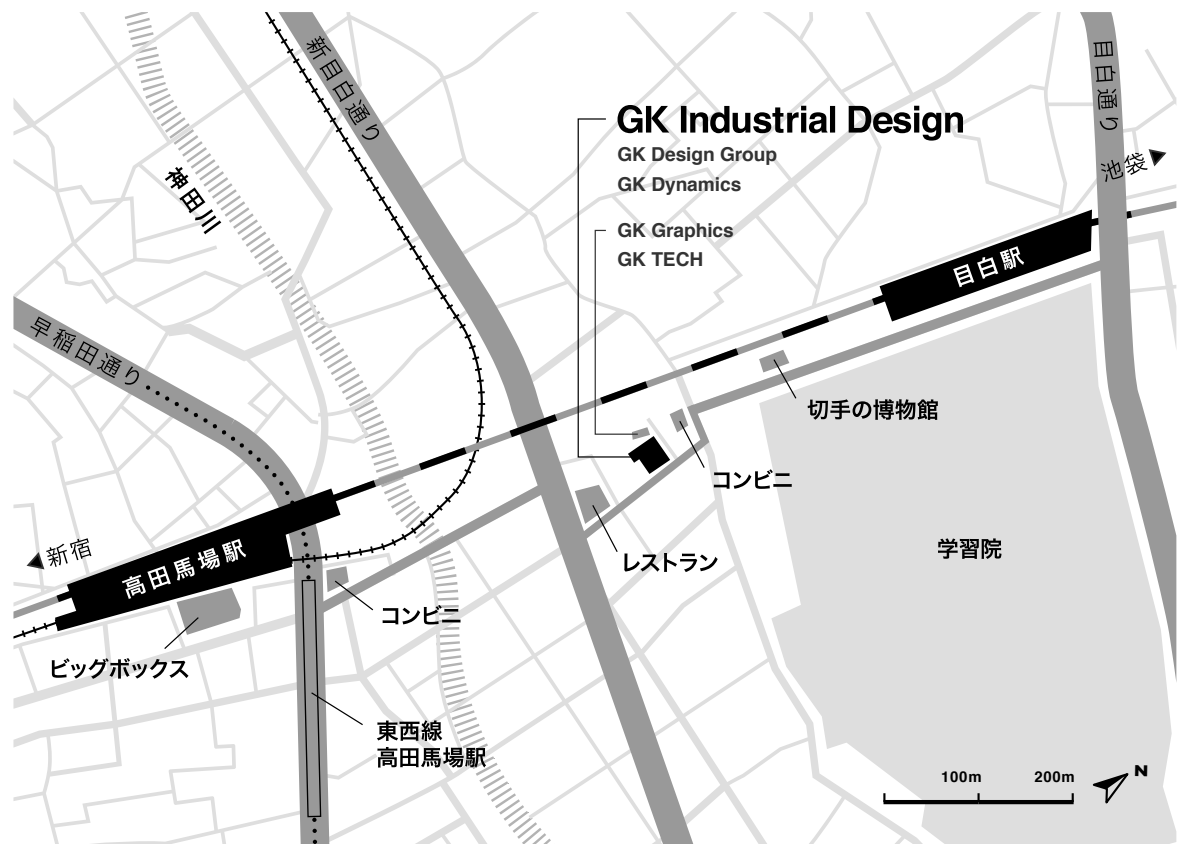 新目白通り
目白通り
GK Industrial Design
GK Design Group
GK Dynamics
GK Graphics
GK TECH
池袋
神田川
目白駅
早稲田通り
切手の博物館
コンビニ
新宿
高田馬場駅
レストラン
学習院
コンビニ
ビッグボックス
東西線
高田馬場駅
100m 200m
N